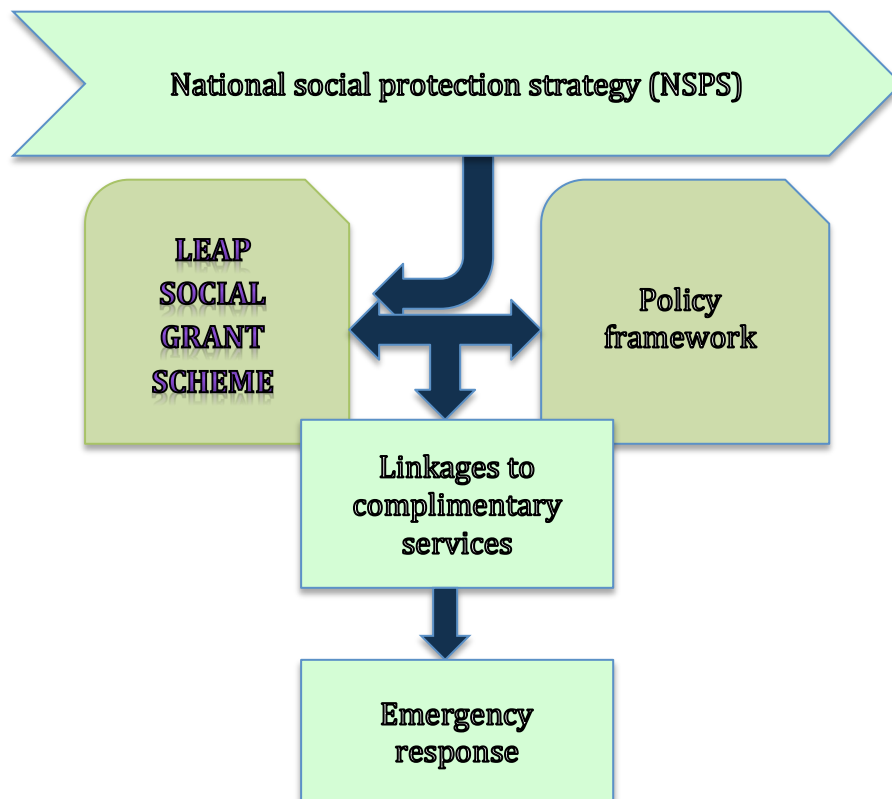 National social protection strategy (NSPS)
LEAP
SOCIAL
GRANT
SCHEME
Policy
framework
Linkages to
complimentary
services
Emergency
response